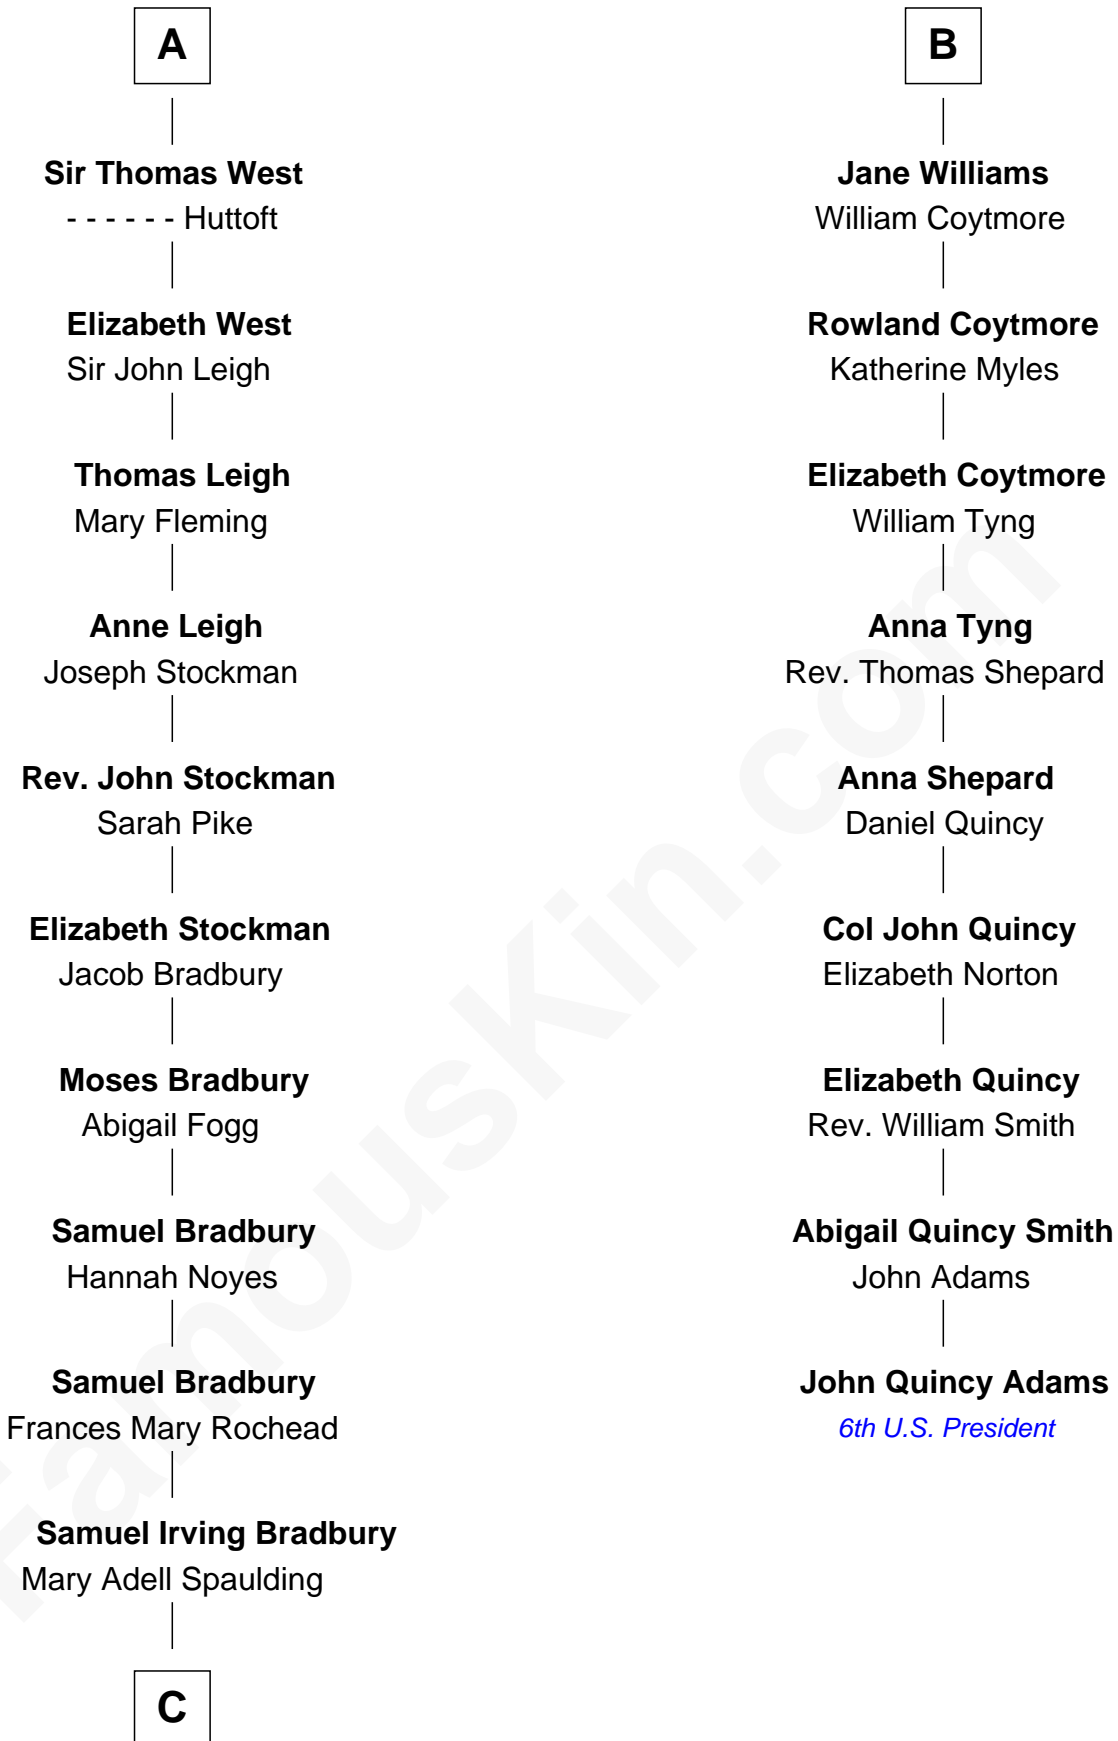 A
Sir Thomas West
- - - - - - Huttoft
Elizabeth West
Sir John Leigh
Thomas Leigh
Mary Fleming
Anne Leigh
Joseph Stockman
Rev. John Stockman
Sarah Pike
Elizabeth Stockman
Jacob Bradbury
Moses Bradbury
Abigail Fogg
Samuel Bradbury
Hannah Noyes
Samuel Bradbury
Frances Mary Rochead
Samuel Irving Bradbury
Mary Adell Spaulding
C
B
Jane Williams
William Coytmore
Rowland Coytmore
Katherine Myles
Elizabeth Coytmore
William Tyng
Anna Tyng
Rev. Thomas Shepard
Anna Shepard
Daniel Quincy
Col John Quincy
Elizabeth Norton
Elizabeth Quincy
Rev. William Smith
Abigail Quincy Smith
John Adams
John Quincy Adams
6th U.S. President
FamousKin.com